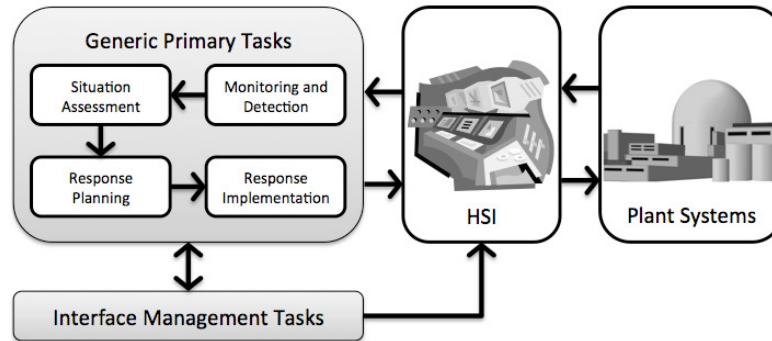 Generic Primary Tasks
Situation
Assessment
Monitoring and
Detection
Response
Planning
Response
Implementation
HSI
Plant Systems
Interface Management Tasks